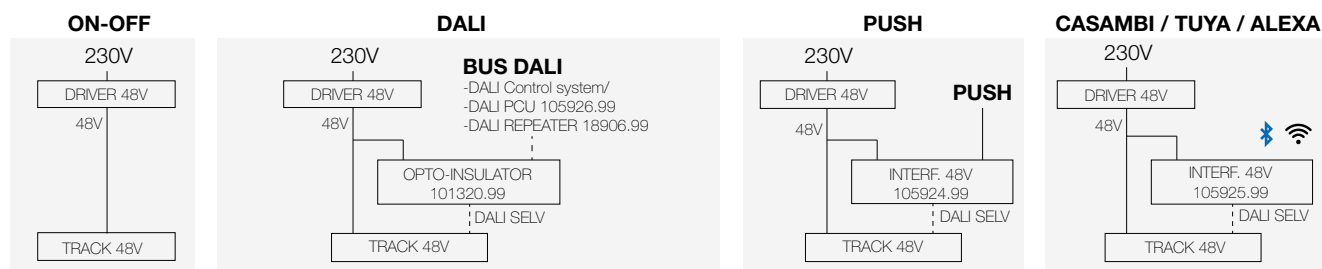 ON-OFF
230V
DRIVER 48V
48V
TRACK 48V
DALI
230V
DRIVER 48V
48V
BUS DALI
-DALI Control system/
-DALI PCU 105926.99
-DALI REPEATER 18906.99
OPTO-INSULATOR
101320.99
DALI SELV
TRACK 48V
PUSH
230V
DRIVER 48V
PUSH
48V
INTERF. 48V
105924.99
DALI SELV
TRACK 48V
CASAMBI / TUYA / ALEXA
230V
DRIVER 48V
48V
INTERF. 48V
105925.99
DALI SELV
TRACK 48V